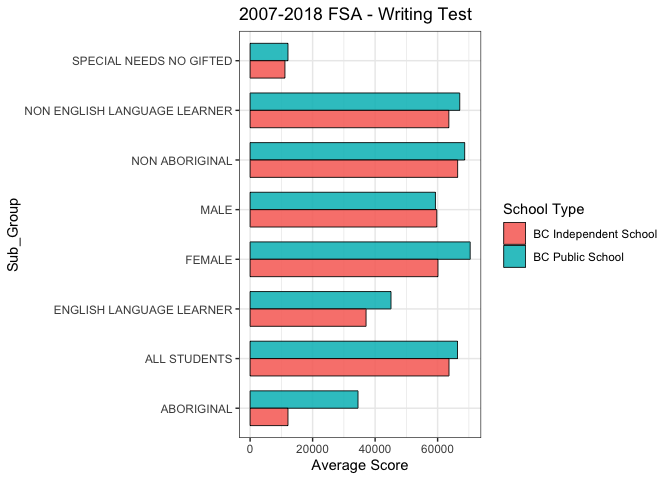 2007-2018 FSA - Writing Test
SPECIAL NEEDS NO GIFTED
NON ENGLISH LANGUAGE LEARNER
NON ABORIGINAL
MALE
FEMALE
ENGLISH LANGUAGE LEARNER
ALL STUDENTS
ABORIGINAL
Sub_Group
0 20000 40000 60000
Average Score
School Type
BC Independent School
BC Public School